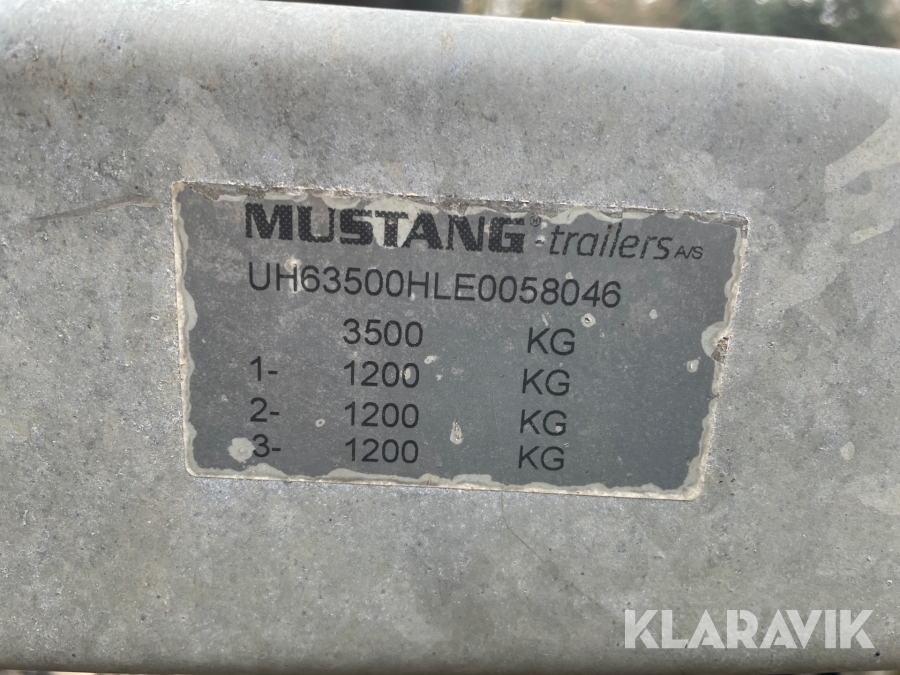 MUSTANG® trailers A/S
UH63500HLE0058046
3500 KG
1- 1200 KG
2- 1200 KG
3- 1200 KG
KLARAVIK